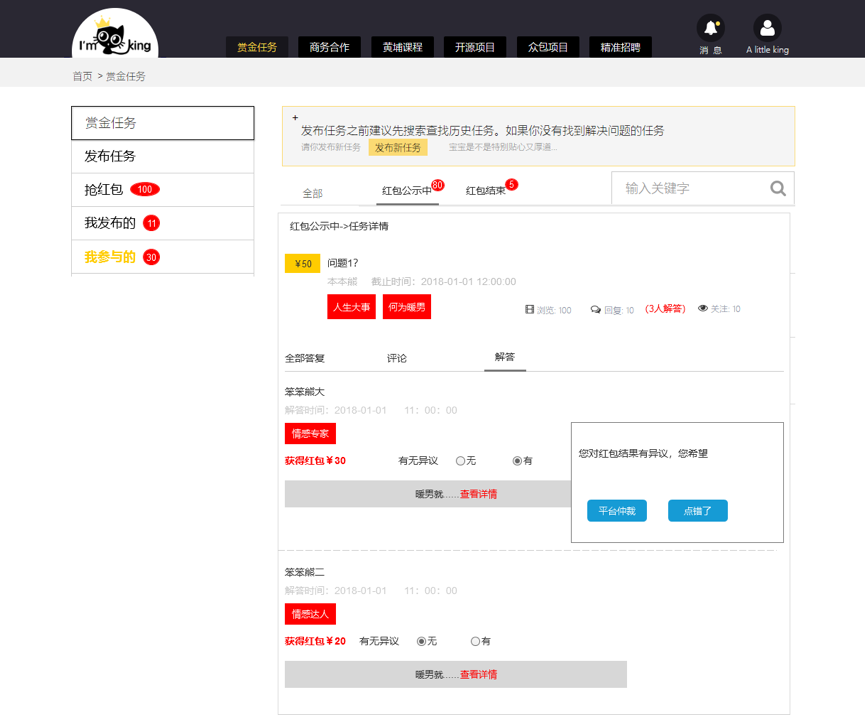 I'm king
赏金任务 商务合作 黄埔课程 开源项目 众包项目 精准招聘
消 息 A little king
首页 > 赏金任务
赏金任务
发布任务
抢红包 100
我发布的 11
我参与的 30
+
发布任务之前建议先搜索查找历史任务。如果你没有找到解决问题的任务
请你发新任务 发布新任务 宝宝是不是特别贴心又厚道...
全部 红包公示中 80 红包结束 5 输入关键字
红包公示中->任务详情
¥50 问题1?
本本熊 截止时间：2018-01-01 12:00:00
人生大事 何为暖男
浏览: 100 回复: 10 (3人解答) 关注: 10
全部答复 评论 解答
笨笨熊大
解答时间：2018-01-01 11：00：00
情感专家
获得红包￥30 有无异议 无 有
暖男就......查看详情
您对红包结果有异议，您希望
平台仲裁 点错了
笨笨熊二
解答时间：2018-01-01 11：00：00
情感达人
获得红包￥20 有无异议 无 有
暖男就......查看详情